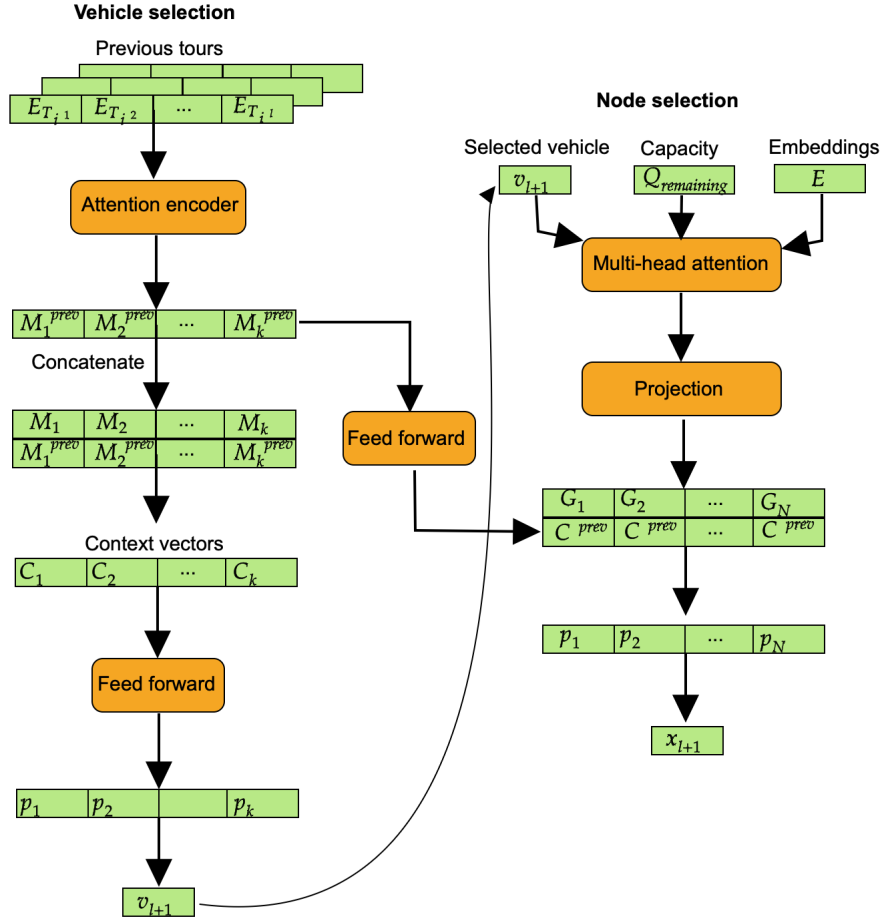 Vehicle selection
Previous tours
E_{T_i^1} E_{T_i^2} ... E_{T_i^l}
Attention encoder
M_1^{prev} M_2^{prev} ... M_k^{prev}
Concatenate
M_1 M_2 ... M_k
M_1^{prev} M_2^{prev} ... M_k^{prev}
Feed forward
Context vectors
C_1 C_2 ... C_k
Feed forward
p_1 p_2 p_k
v_{l+1}
Node selection
Selected vehicle Capacity Embeddings
v_{l+1} Q_{remaining} E
Multi-head attention
Projection
G_1 G_2 ... G_N
C^{prev} C^{prev} ... C^{prev}
p_1 p_2 ... p_N
x_{l+1}